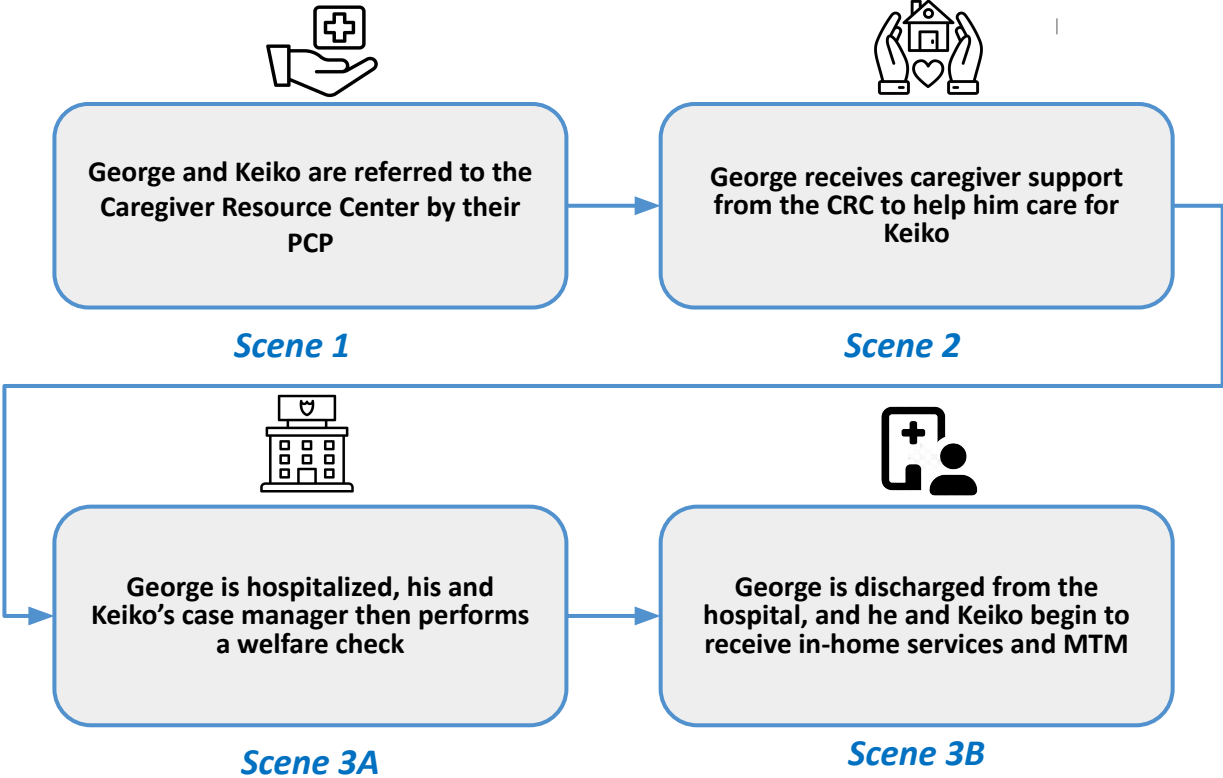 George and Keiko are referred to the
Caregiver Resource Center by their
PCP
Scene 1
George receives caregiver support
from the CRC to help him care for
Keiko
Scene 2
George is hospitalized, his and
Keiko’s case manager then performs
a welfare check
Scene 3A
George is discharged from the
hospital, and he and Keiko begin to
receive in-home services and MTM
Scene 3B